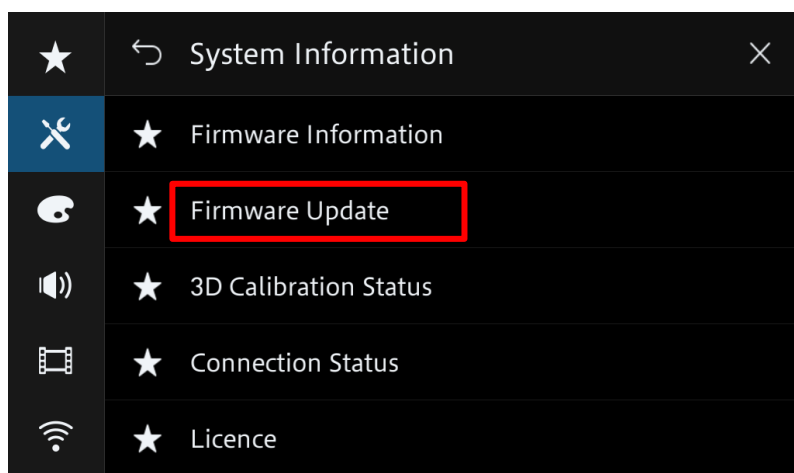 System Information
Firmware Information
Firmware Update
3D Calibration Status
Connection Status
Licence